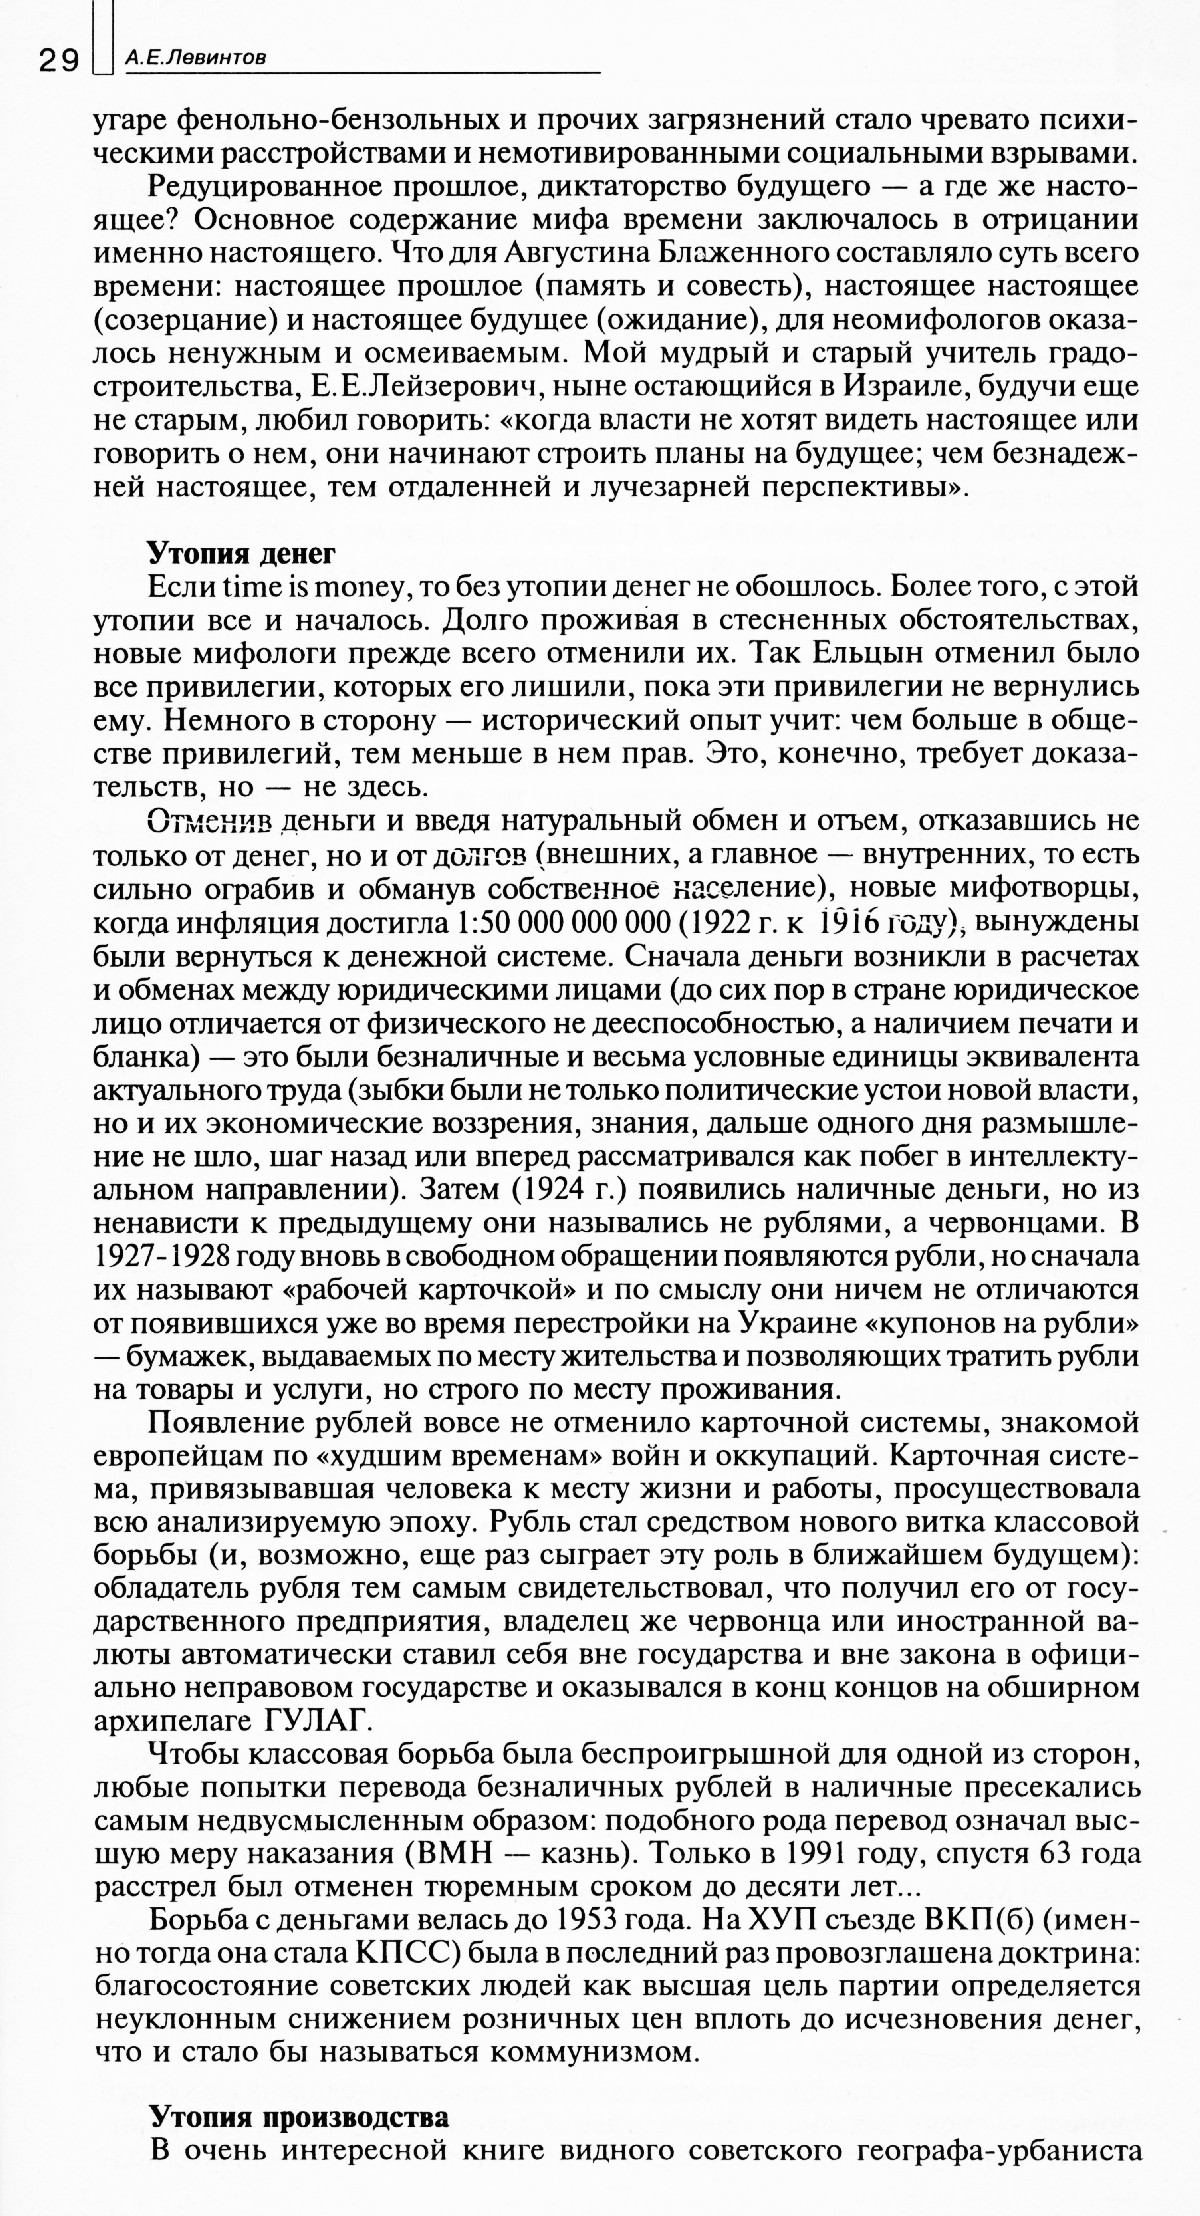 29
А.Е.Левинтов
угаре фенольно-бензольных и прочих загрязнений стало чревато психи-
ческими расстройствами и немотивированными социальными взрывами.
Редуцированное прошлое, диктаторство будущего — а где же насто-
ящее? Основное содержание мифа времени заключалось в отрицании
именно настоящего. Что для Августина Блаженного составляло суть всего
времени: настоящее прошлое (память и совесть), настоящее настоящее
(созерцание) и настоящее будущее (ожидание), для неомифологов оказа-
лось ненужным и осмеиваемым. Мой мудрый и старый учитель градо-
строительства, Е.Е.Лейзерович, ныне остающийся в Израиле, будучи еще
не старым, любил говорить: «когда власти не хотят видеть настоящее или
говорить о нем, они начинают строить планы на будущее; чем безнадеж-
ней настоящее, тем отдаленней и лучезарней перспективы».
Утопия денег
Если time is money, то без утопии денег не обошлось. Более того, с этой
утопии все и началось. Долго проживая в стесненных обстоятельствах,
новые мифологи прежде всего отменили их. Так Ельцын отменил было
все привилегии, которых его лишили, пока эти привилегии не вернулись
ему. Немного в сторону — исторический опыт учит: чем больше в обще-
стве привилегий, тем меньше в нем прав. Это, конечно, требует доказа-
тельств, но — не здесь.
Отменив деньги и введя натуральный обмен и отъем, отказавшись не
только от денег, но и от долгов (внешних, а главное — внутренних, то есть
сильно ограбив и обманув собственное население), новые мифотворцы,
когда инфляция достигла 1:50 000 000 000 (1922 г. к 1916 году), вынуждены
были вернуться к денежной системе. Сначала деньги возникли в расчетах
и обменах между юридическими лицами (до сих пор в стране юридическое
лицо отличается от физического не дееспособностью, а наличием печати и
бланка) — это были безналичные и весьма условные единицы эквивалента
актуального труда (зыбки были не только политические устои новой власти,
но и их экономические воззрения, знания, дальше одного дня размышле-
ние не шло, шаг назад или вперед рассматривался как побег в интеллекту-
альном направлении). Затем (1924 г.) появились наличные деньги, но из
ненависти к предыдущему они назывались не рублями, а червонцами. В
1927-1928 году вновь в свободном обращении появляются рубли, но сначала
их называют «рабочей карточкой» и по смыслу они ничем не отличаются
от появившихся уже во время перестройки на Украине «купонов на рубли»
— бумажек, выдаваемых по месту жительства и позволяющих тратить рубли
на товары и услуги, но строго по месту проживания.
Появление рублей вовсе не отменило карточной системы, знакомой
европейцам по «худшим временам» войн и оккупаций. Карточная систе-
ма, привязывавшая человека к месту жизни и работы, просуществовала
всю анализируемую эпоху. Рубль стал средством нового витка классовой
борьбы (и, возможно, еще раз сыграет эту роль в ближайшем будущем):
обладатель рубля тем самым свидетельствовал, что получил его от госу-
дарственного предприятия, владелец же червонца или иностранной ва-
люты автоматически ставил себя вне государства и вне закона в офици-
ально неправовом государстве и оказывался в конц концов на обширном
архипелаге ГУЛАГ.
Чтобы классовая борьба была беспроигрышной для одной из сторон,
любые попытки перевода безналичных рублей в наличные пресекались
самым недвусмысленным образом: подобного рода перевод означал выс-
шую меру наказания (ВМН — казнь). Только в 1991 году, спустя 63 года
расстрел был отменен тюремным сроком до десяти лет...
Борьба с деньгами велась до 1953 года. На ХУП съезде ВКП(б) (имен-
но тогда она стала КПСС) была в последний раз провозглашена доктрина:
благосостояние советских людей как высшая цель партии определяется
неуклонным снижением розничных цен вплоть до исчезновения денег,
что и стало бы называться коммунизмом.
Утопия производства
В очень интересной книге видного советского географа-урбаниста